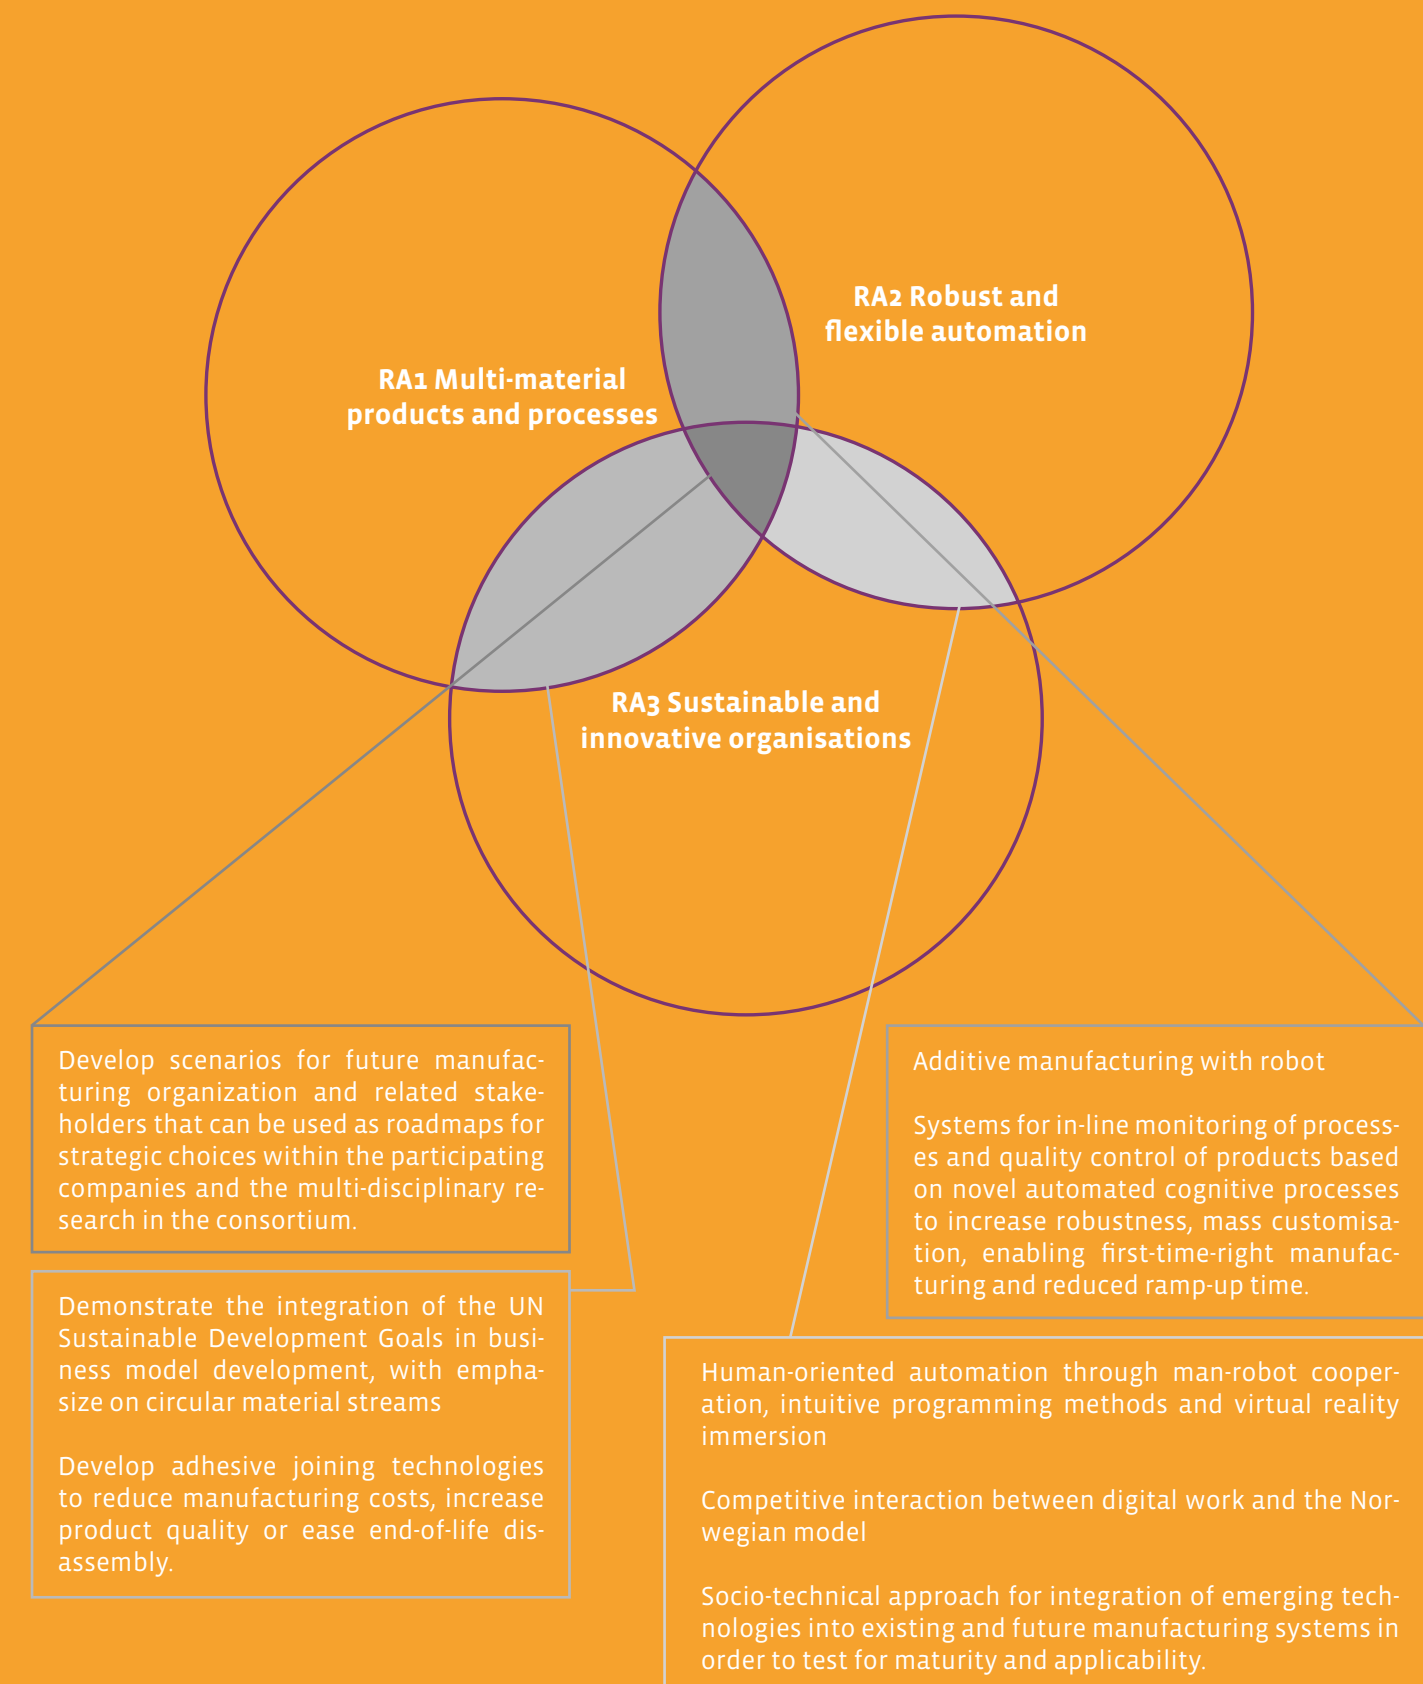 RA2 Robust and
flexible automation
RA1 Multi-material
products and processes
RA3 Sustainable and
innovative organisations
Develop scenarios for future manufac-
turing organization and related stake-
holders that can be used as roadmaps for
strategic choices within the participating
companies and the multi-disciplinary re-
search in the consortium.
Demonstrate the integration of the UN
Sustainable Development Goals in busi-
ness model development, with empha-
size on circular material streams
Develop adhesive joining technologies
to reduce manufacturing costs, increase
product quality or ease end-of-life dis-
assembly.
Additive manufacturing with robot
Systems for in-line monitoring of process-
es and quality control of products based
on novel automated cognitive processes
to increase robustness, mass customisa-
tion, enabling first-time-right manufac-
turing and reduced ramp-up time.
Human-oriented automation through man-robot cooper-
ation, intuitive programming methods and virtual reality
immersion
Competitive interaction between digital work and the Nor-
wegian model
Socio-technical approach for integration of emerging tech-
nologies into existing and future manufacturing systems in
order to test for maturity and applicability.